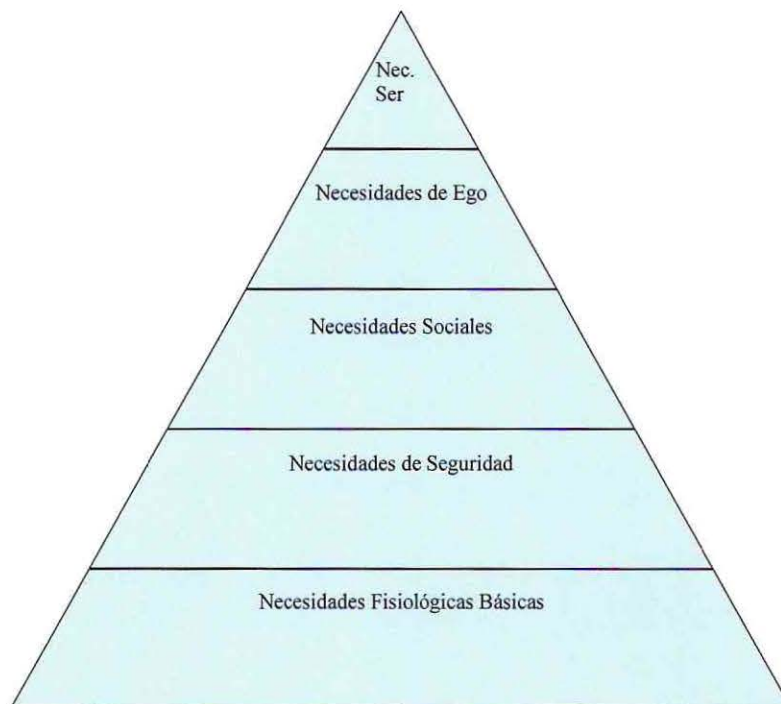 Nec.
Ser
Necesidades de Ego
Necesidades Sociales
Necesidades de Seguridad
Necesidades Fisiológicas Básicas